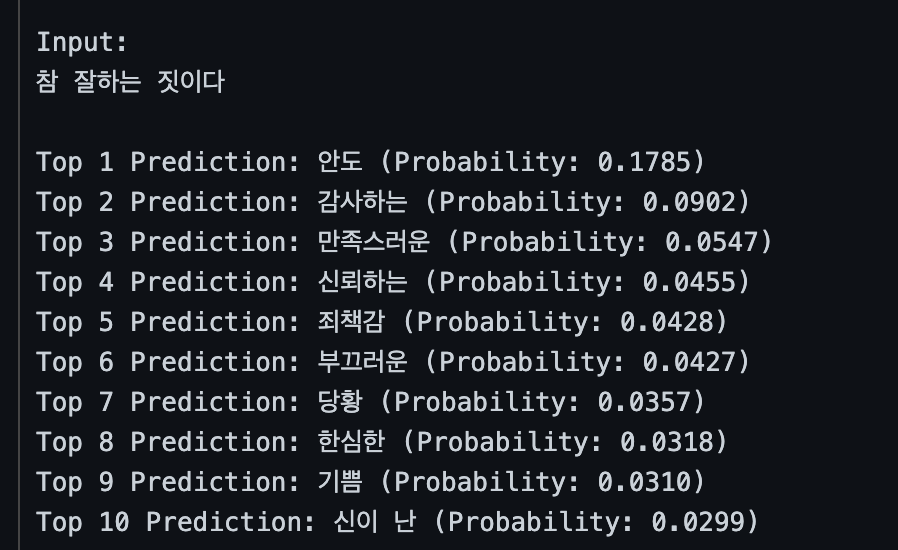 Input:
참 잘하는 짓이다
Top 1 Prediction: 안도 (Probability: 0.1785)
Top 2 Prediction: 감사하는 (Probability: 0.0902)
Top 3 Prediction: 만족스러운 (Probability: 0.0547)
Top 4 Prediction: 신뢰하는 (Probability: 0.0455)
Top 5 Prediction: 죄책감 (Probability: 0.0428)
Top 6 Prediction: 부끄러운 (Probability: 0.0427)
Top 7 Prediction: 당황 (Probability: 0.0357)
Top 8 Prediction: 한심한 (Probability: 0.0318)
Top 9 Prediction: 기쁨 (Probability: 0.0310)
Top 10 Prediction: 신이 난 (Probability: 0.0299)